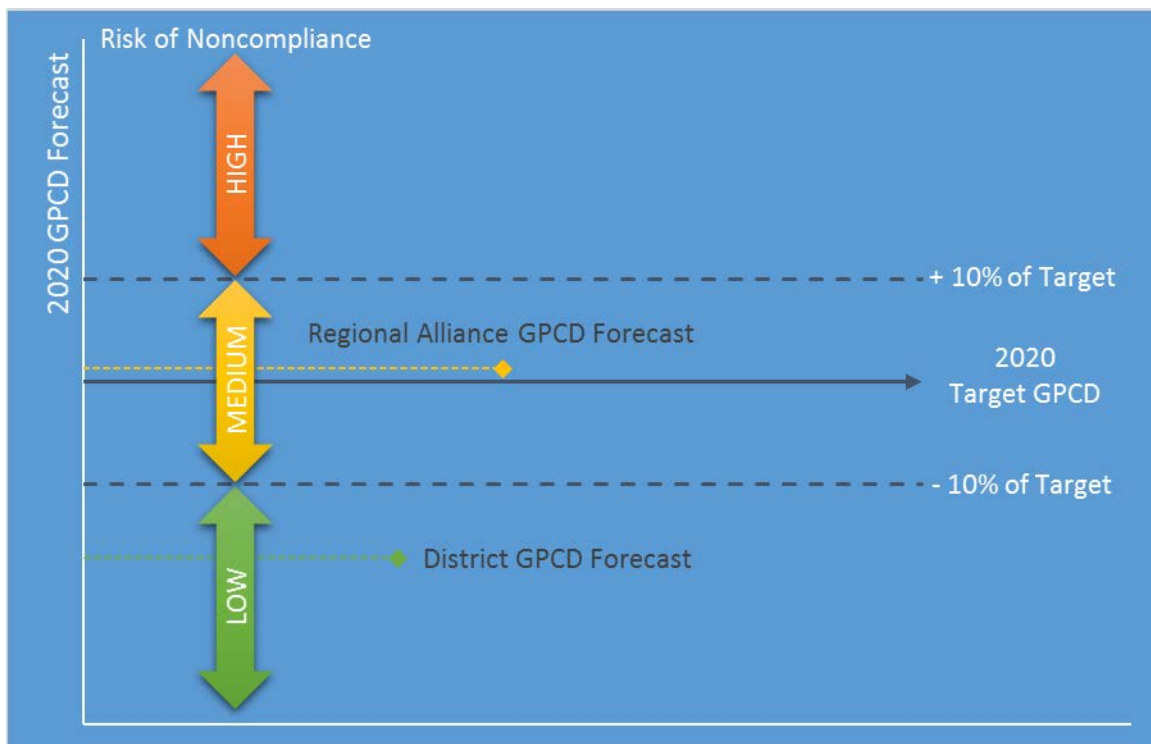 Risk of Noncompliance
2020 GPCD Forecast
HIGH
+ 10% of Target
Regional Alliance GPCD Forecast
MEDIUM
2020
Target GPCD
- 10% of Target
District GPCD Forecast
LOW